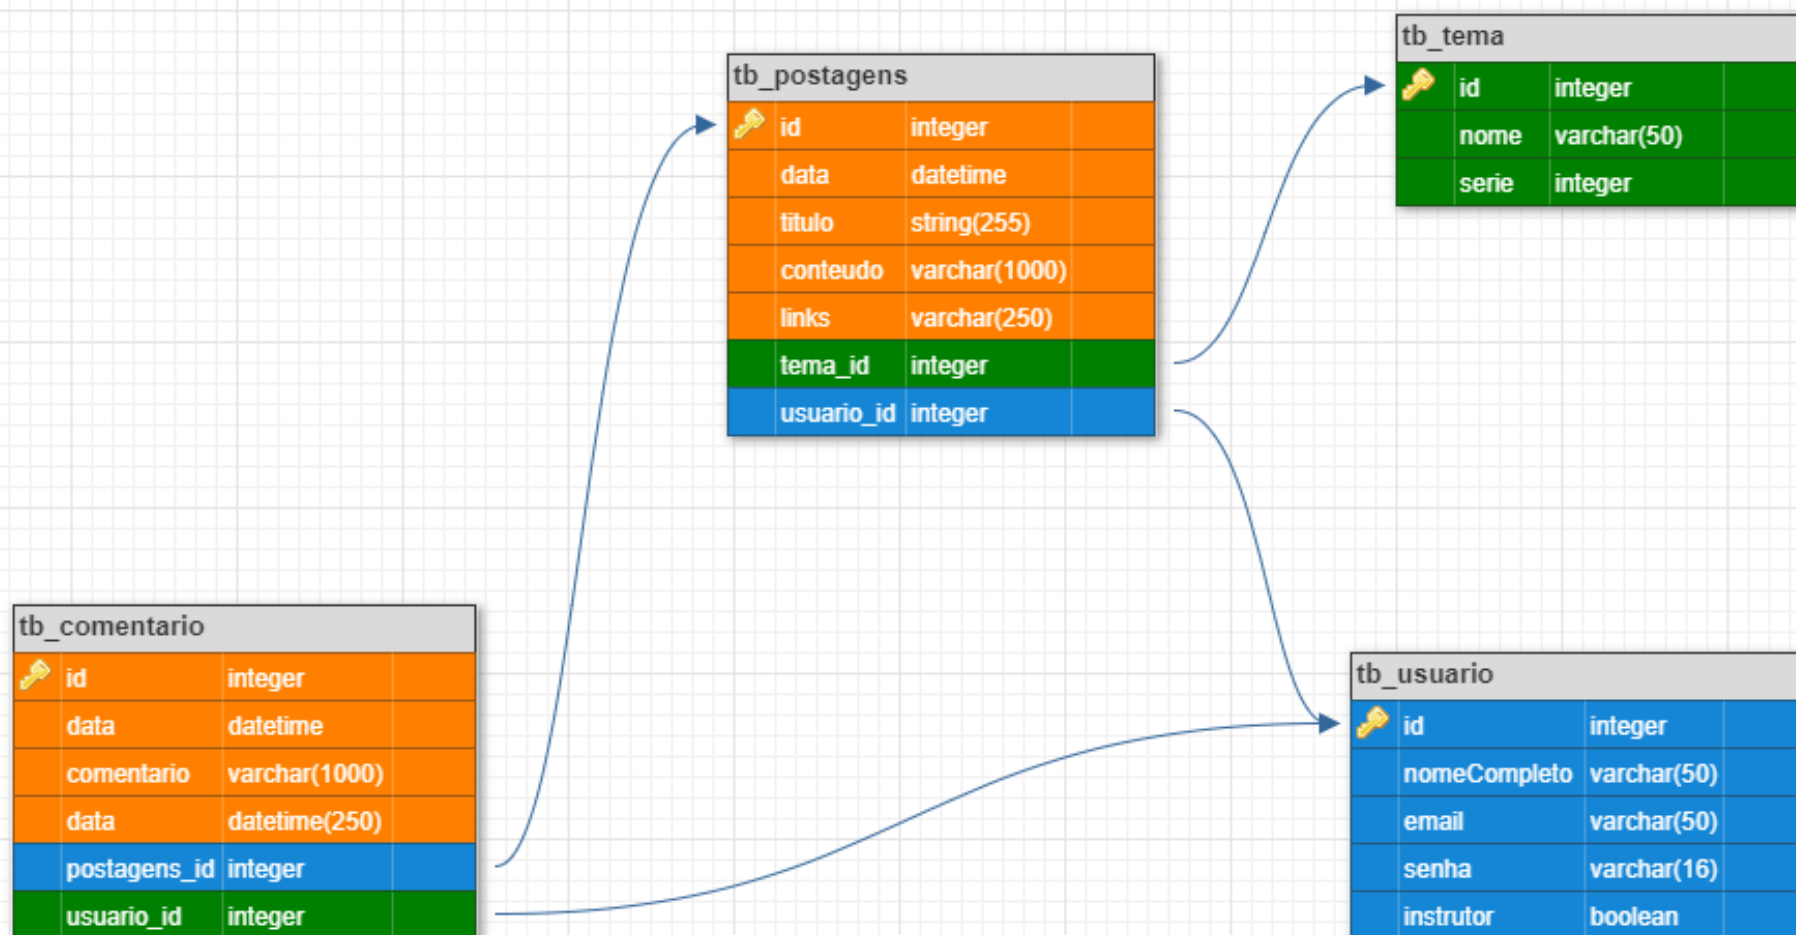 tb_postagens
id integer
data datetime
titulo string(255)
conteudo varchar(1000)
links varchar(250)
tema_id integer
usuario_id integer
tb_tema
id integer
nome varchar(50)
serie integer
tb_comentario
id integer
data datetime
comentario varchar(1000)
data datetime(250)
postagens_id integer
usuario_id integer
tb_usuario
id integer
nomeCompleto varchar(50)
email varchar(50)
senha varchar(16)
instrutor boolean